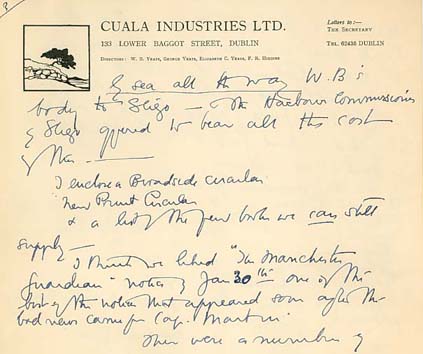 3
CUALA INDUSTRIES LTD.
133 LOWER BAGGOT STREET, DUBLIN
DIRECTORS: W. B. YEATS, GEORGE YEATS, ELIZABETH C. YEATS, F. R. HIGGINS
Letters to:—
THE SECRETARY
TEL. 62436 DUBLIN
by sea all the way W.B's
body to Sligo — The Harbour Commissioners
of Sligo offered to bear all the cost
of this —
I enclose a Broadside circular
New Print Circular
& a list of the few books we can still
supply —
I think we liked "The Manchester
Guardian" notes of Jan 30th one of the
best of the notes that appeared soon after the
bad news came from Cap. Martin.
There were a number of